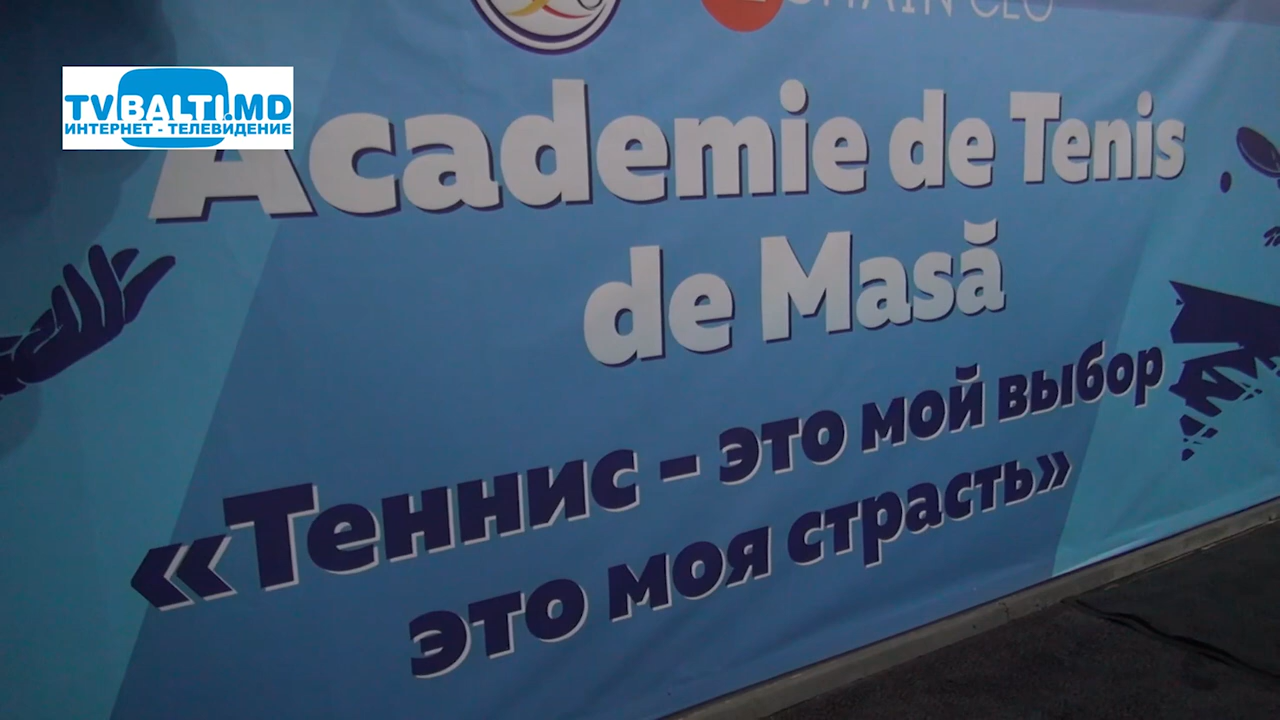 TVBALTI.MD
ИНТЕРНЕТ - ТЕЛЕВИДЕНИЕ
Academie de Tenis
de Masă
«Теннис – это мой выбор
это моя страсть»